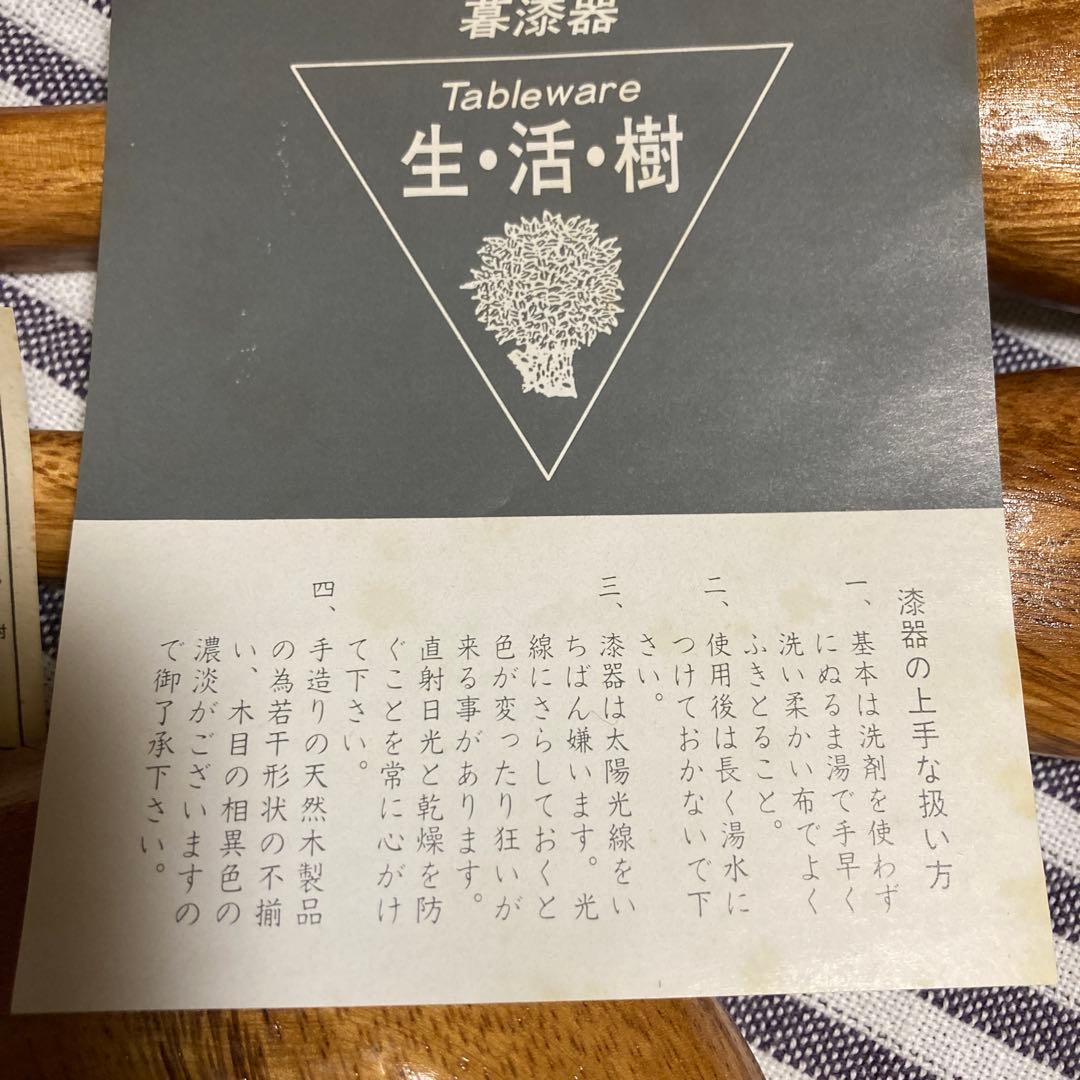 暮漆器
Tableware
生・活・樹
漆器の上手な扱い方
一、基本は洗剤を使わず
にぬるま湯で手早く
洗い柔かい布でよく
ふきとること。
二、使用後は長く湯水に
つけておかないで下
さい。
三、漆器は太陽光線をい
ちばん嫌います。光
線にさらしておくと
色が変ったり狂いが
来る事があります。
直射日光と乾燥を防
ぐことを常に心がけ
て下さい。
四、手造りの天然木製品
の為若干形状の不揃
い、木目の相異色の
濃淡がございますの
で御了承下さい。